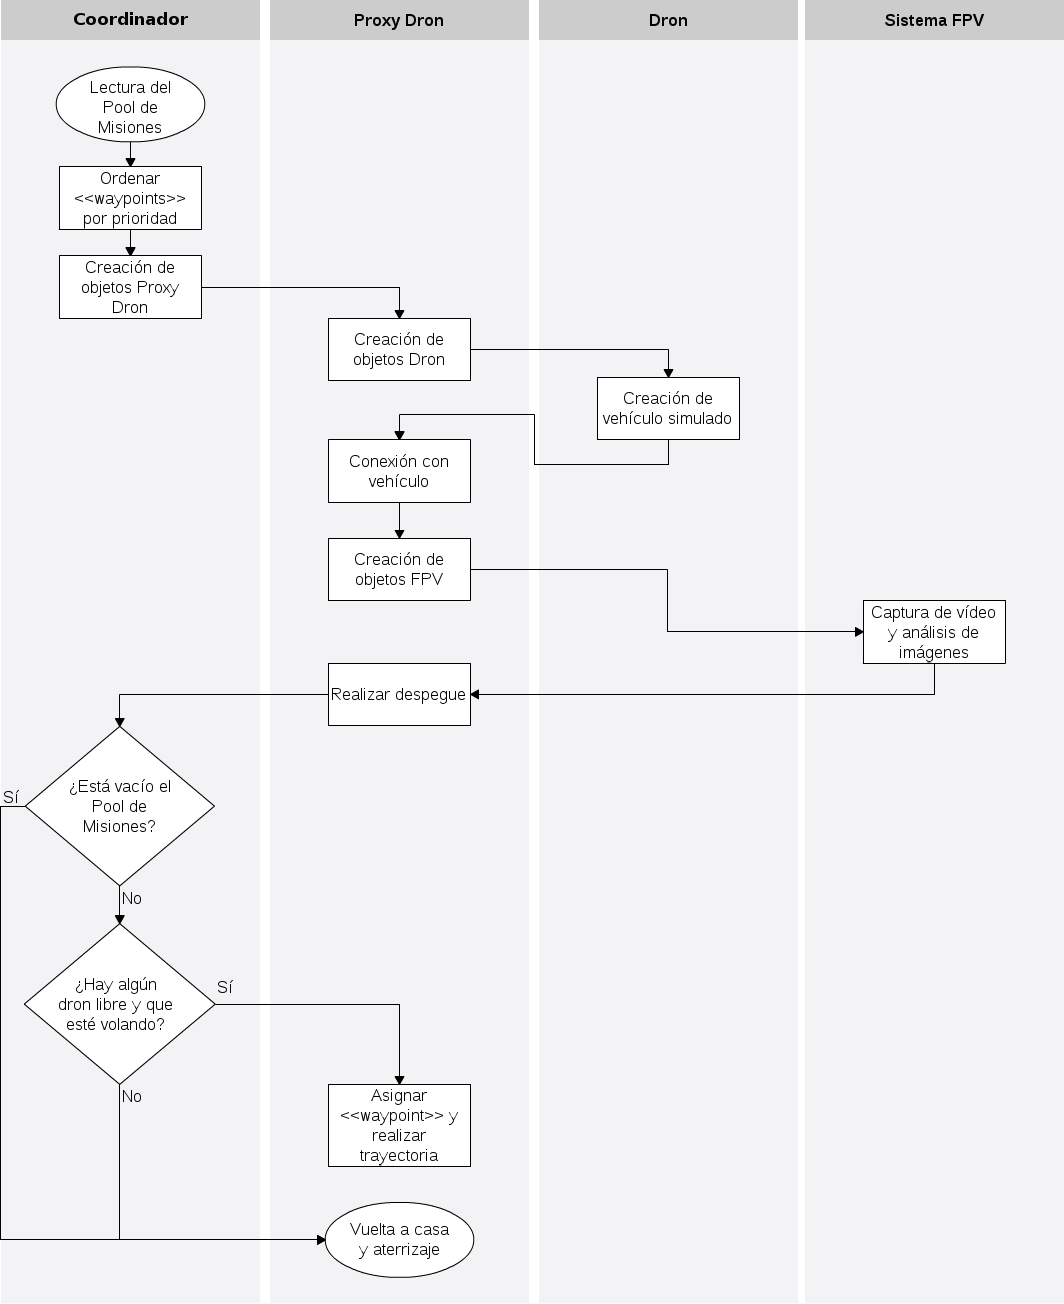 Coordinador
Proxy Dron
Dron
Sistema FPV
Lectura del
Pool de
Misiones
Ordenar
<<waypoints>>
por prioridad
Creación de
objetos Proxy
Dron
Creación de
objetos Dron
Creación de
vehículo simulado
Conexión con
vehículo
Creación de
objetos FPV
Captura de vídeo
y análisis de
imágenes
Realizar despegue
¿Está vacío el
Pool de
Misiones?
Sí
No
¿Hay algún
dron libre y que
esté volando?
Sí
No
Asignar
<<waypoint>> y
realizar
trayectoria
Vuelta a casa
y aterrizaje